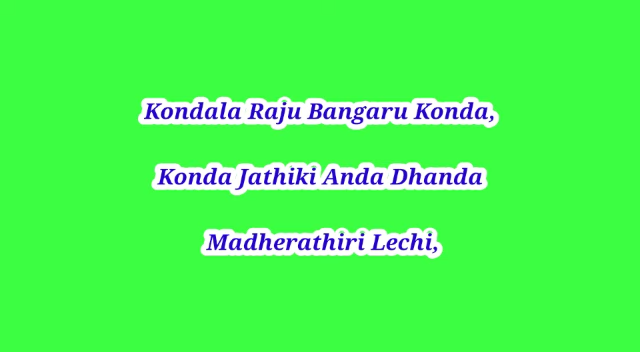 Kondala Raju Bangaru Konda,
Konda Jathiki Anda Dhanda
Madherathiri Lechi,